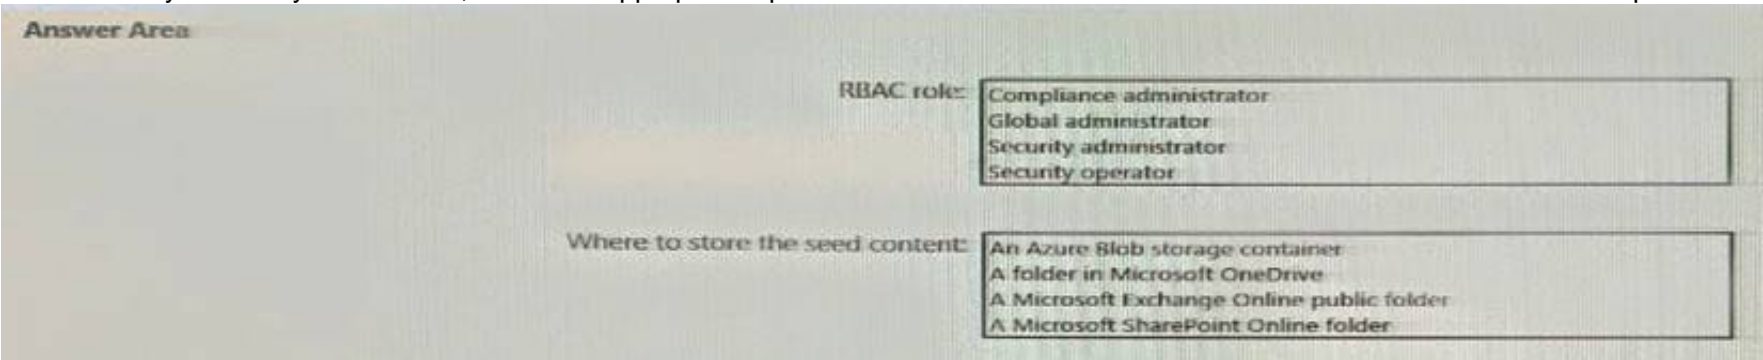 Answer Area
RBAC role:
Compliance administrator
Global administrator
Security administrator
Security operator
Where to store the seed content:
An Azure Blob storage container
A folder in Microsoft OneDrive
A Microsoft Exchange Online public folder
A Microsoft SharePoint Online folder